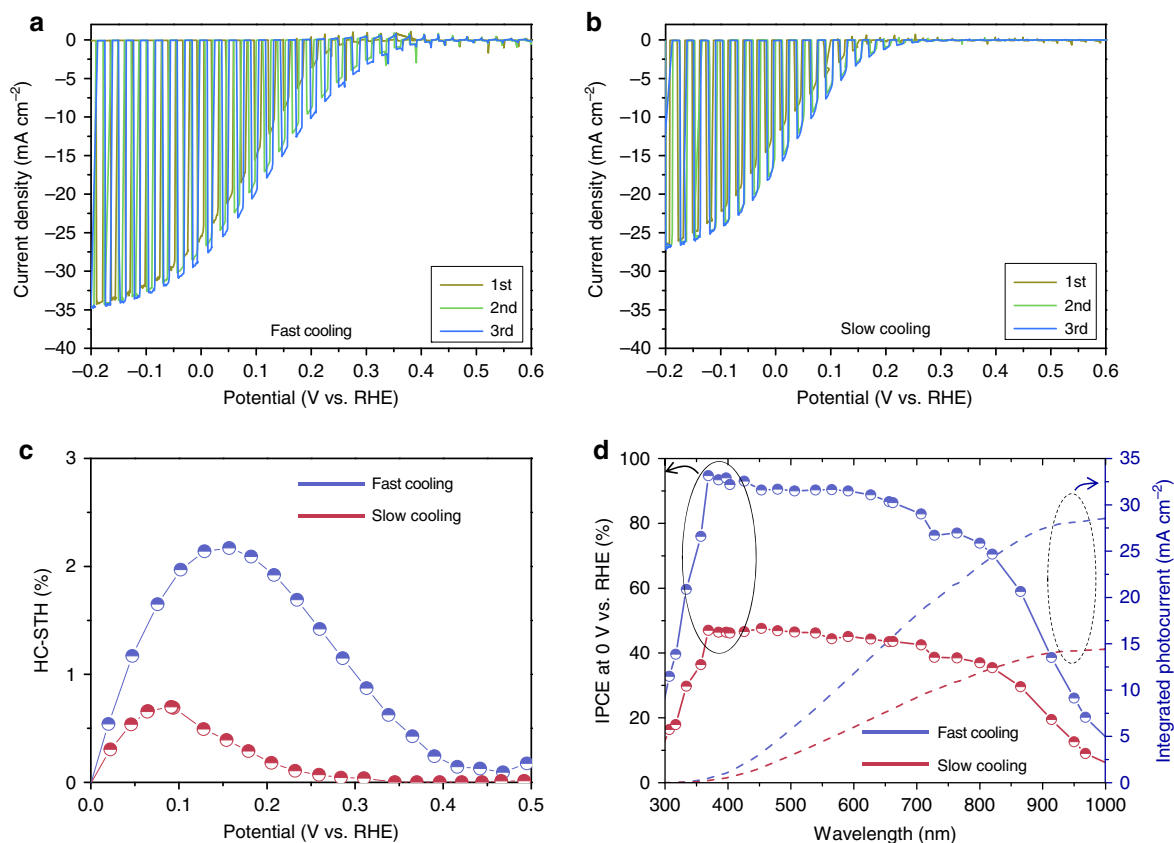 a
Current density (mA cm⁻²)
0
–5
–10
–15
–20
–25
–30
–35
–40
1st
2nd
3rd
Fast cooling
–0.2 –0.1 0.0 0.1 0.2 0.3 0.4 0.5 0.6
Potential (V vs. RHE)
b
Current density (mA cm⁻²)
0
–5
–10
–15
–20
–25
–30
–35
–40
1st
2nd
3rd
Slow cooling
–0.2 –0.1 0.0 0.1 0.2 0.3 0.4 0.5 0.6
Potential (V vs. RHE)
c
HC-STH (%)
3
2
1
0
Fast cooling
Slow cooling
0.0 0.1 0.2 0.3 0.4 0.5
Potential (V vs. RHE)
d
IPCE at 0 V vs. RHE (%)
100
80
60
40
20
0
Fast cooling
Slow cooling
35
30
25
20
15
10
5
0
Integrated photocurrent (mA cm⁻²)
300 400 500 600 700 800 900 1000
Wavelength (nm)